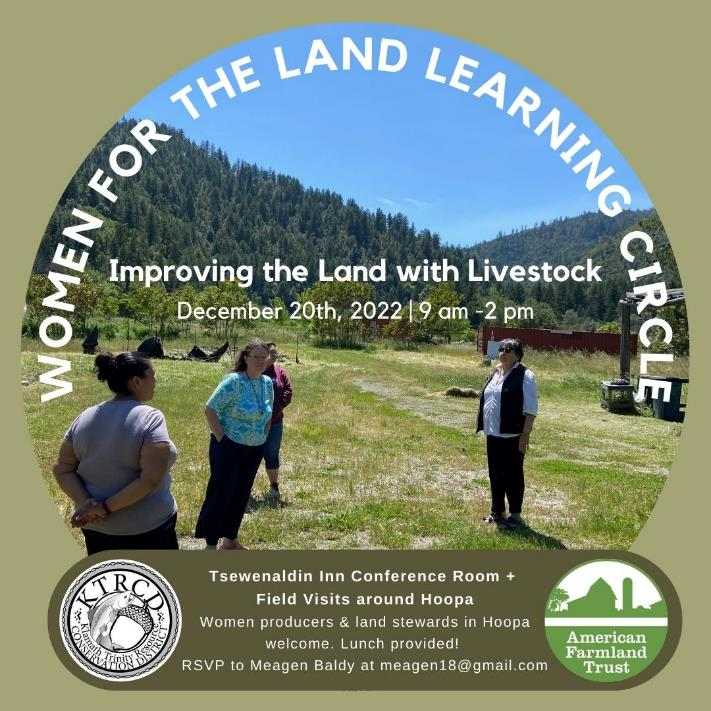 WOMEN FOR THE LAND LEARNING CIRCLE
Improving the Land with Livestock
December 20th, 2022 | 9 am -2 pm
Tsewenaldin Inn Conference Room +
Field Visits around Hoopa
Women producers & land stewards in Hoopa
welcome. Lunch provided!
RSVP to Meagen Baldy at meagen18@gmail.com
KTRCD
Klamath Trinity Resource
CONSERVATION DISTRICT
American
Farmland
Trust